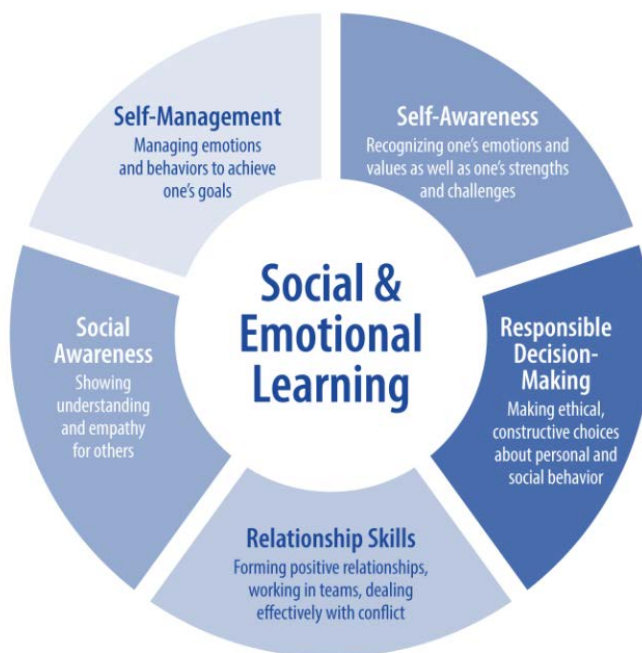 Self-Management
Managing emotions
and behaviors to achieve
one's goals
Self-Awareness
Recognizing one's emotions and
values as well as one's strengths
and challenges
Social &
Emotional
Learning
Social
Awareness
Showing
understanding
and empathy
for others
Responsible
Decision-
Making
Making ethical,
constructive choices
about personal and
social behavior
Relationship Skills
Forming positive relationships,
working in teams, dealing
effectively with conflict